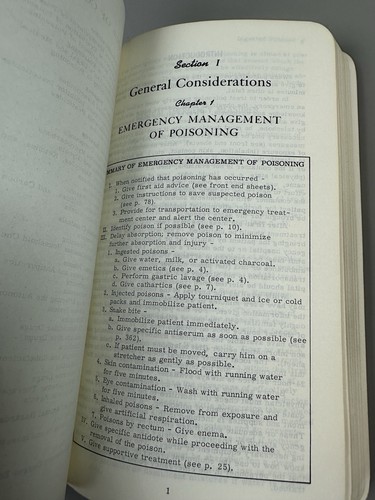 Section 1
General Considerations
Chapter 1
EMERGENCY MANAGEMENT
OF POISONING
SUMMARY OF EMERGENCY MANAGEMENT OF POISONING
I. When notified that poisoning has occurred -
1. Give first aid advice (see front end sheets).
2. Give instructions to save suspected poison
(see p. 78).
3. Provide for transportation to emergency treat-
ment center and alert the center.
II. Identify poison if possible (see p. 10).
III. Delay absorption; remove poison to minimize
further absorption and injury -
1. Ingested poisons -
a. Give water, milk, or activated charcoal.
b. Give emetics (see p. 4).
c. Perform gastric lavage (see p. 4).
d. Give cathartics (see p. 7).
2. Injected poisons - Apply tourniquet and ice or cold
packs and immobilize patient.
3. Snake bite -
a. Immobilize patient immediately.
b. Give specific antiserum as soon as possible (see
p. 362).
c. If patient must be moved, carry him on a
stretcher as gently as possible.
4. Skin contamination - Flood with running water
for five minutes.
5. Eye contamination - Wash with running water
for five minutes.
6. Inhaled poisons - Remove from exposure and
give artificial respiration.
7. Poisons by rectum - Give enema.
Give specific antidote while proceeding with the
removal of the poison.
Give supportive treatment (see p. 25).
1